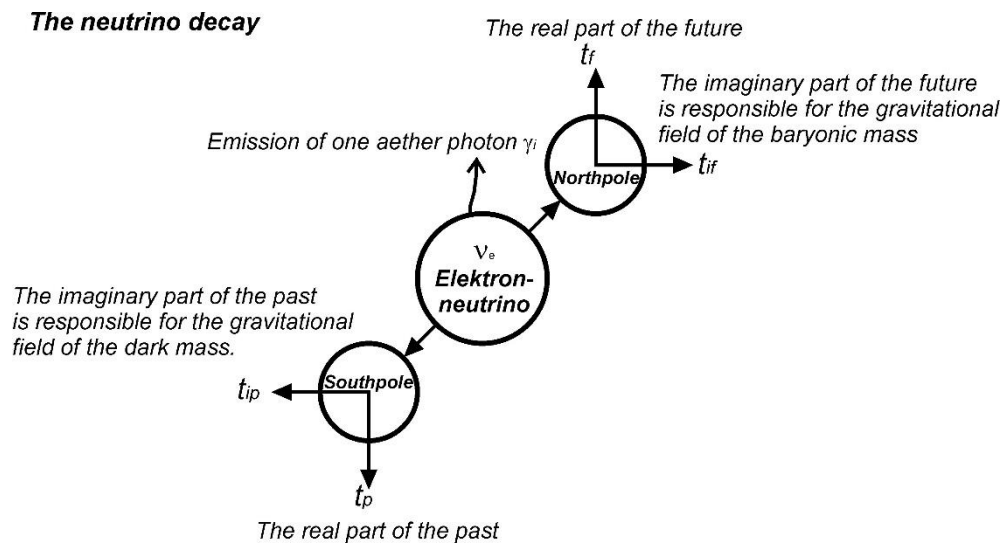 The neutrino decay
The real part of the future
tf
The imaginary part of the future
is responsible for the gravitational
field of the baryonic mass
Emission of one aether photon γi
Northpole
tif
νe
Elektron-
neutrino
The imaginary part of the past
is responsible for the gravitational
field of the dark mass.
Southpole
tip
tp
The real part of the past